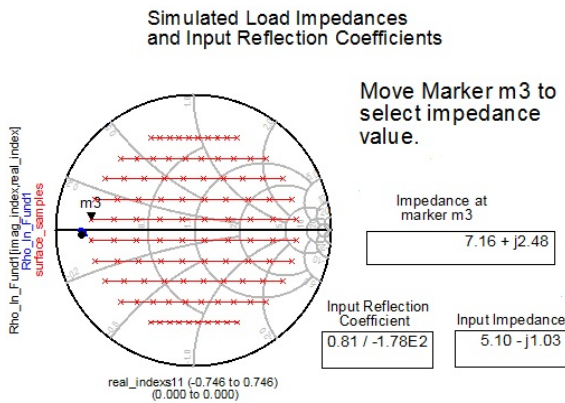 Simulated Load Impedances
and Input Reflection Coefficients
Move Marker m3 to
select impedance
value.
Rho_In_Fund1[imag_index,real_index]
Rho_In_Fund1
surface_samples
m3
Impedance at
marker m3
7.16 + j2.48
Input Reflection
Coefficient
0.81 / -1.78E2
Input Impedance
5.10 - j1.03
real_indexs11 (-0.746 to 0.746)
(0.000 to 0.000)